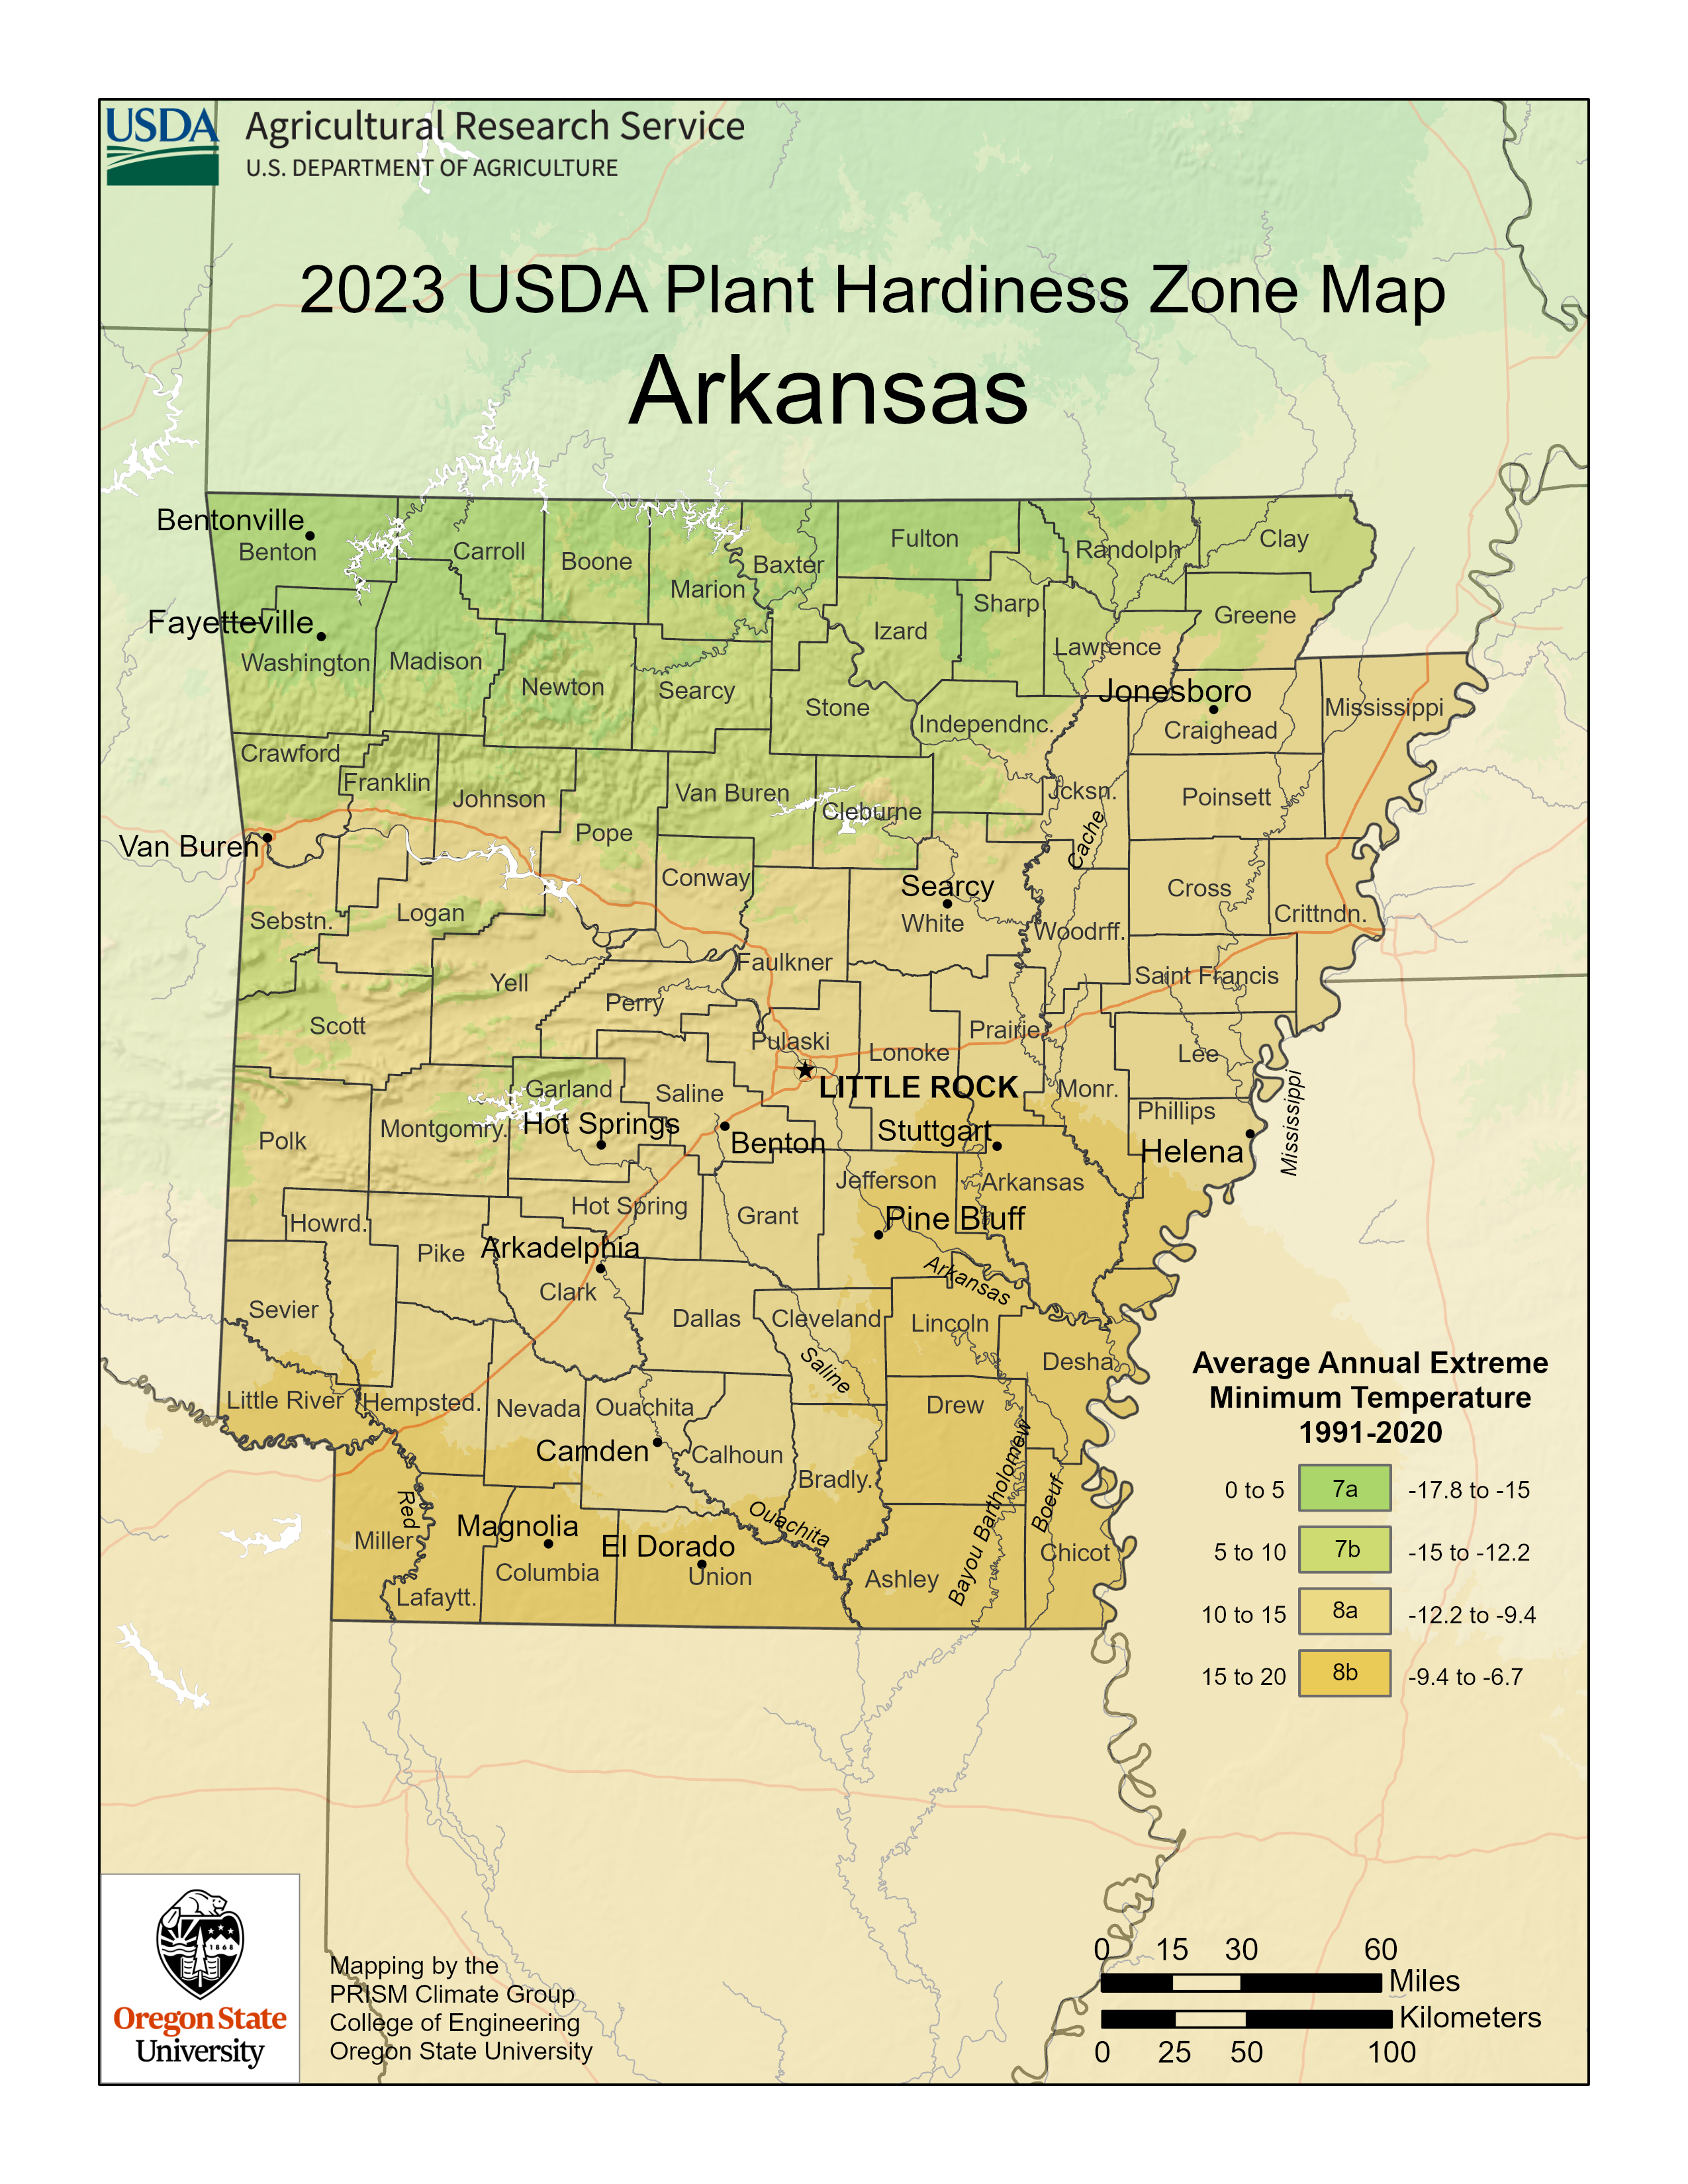 USDA
Agricultural Research Service
U.S. DEPARTMENT OF AGRICULTURE
2023 USDA Plant Hardiness Zone Map
Arkansas
Bentonville
Benton
Carroll
Boone
Marion
Baxter
Fulton
Randolph
Clay
Fayetteville
Washington
Madison
Newton
Searcy
Stone
Izard
Sharp
Lawrence
Greene
Independnc.
Jonesboro
Craighead
Mississippi
Crawford
Franklin
Johnson
Pope
Van Buren
Cleburne
Jcksn.
Poinsett
Van Buren
Sebstn.
Logan
Conway
Searcy
White
Cache
Woodrff.
Cross
Crittndn.
Scott
Yell
Perry
Faulkner
Saint Francis
Pulaski
LITTLE ROCK
Lonoke
Prairie
Lee
Mississippi
Polk
Montgomry.
Garland
Hot Springs
Saline
Benton
Stuttgart
Monr.
Phillips
Helena
Howrd.
Pike
Hot Spring
Arkadelphia
Clark
Grant
Jefferson
Pine Bluff
Arkansas
Arkansas
Sevier
Dallas
Cleveland
Saline
Lincoln
Desha
Little River
Hempsted.
Nevada
Ouachita
Camden
Calhoun
Bradly.
Drew
Bayou Bartholomew
Boeuf
Red
Miller
Lafaytt.
Magnolia
Columbia
El Dorado
Union
Ouachita
Ashley
Chicot
Average Annual Extreme
Minimum Temperature
1991-2020
0 to 5 7a -17.8 to -15
5 to 10 7b -15 to -12.2
10 to 15 8a -12.2 to -9.4
15 to 20 8b -9.4 to -6.7
1868
Oregon State
University
Mapping by the
PRISM Climate Group
College of Engineering
Oregon State University
0 15 30 60
Miles
Kilometers
0 25 50 100